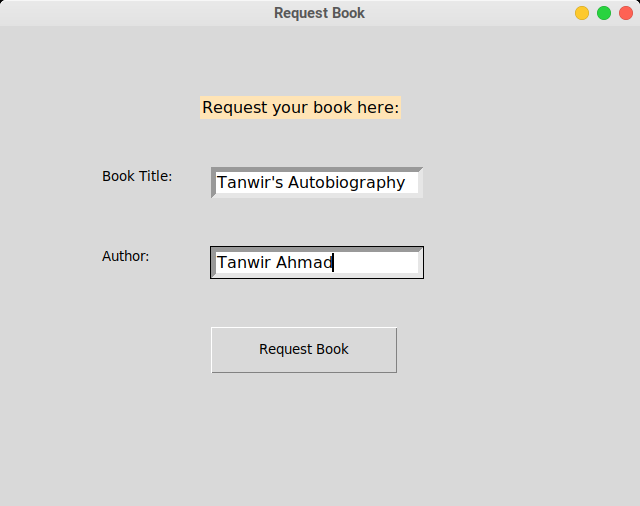 Request Book
Request your book here:
Book Title: Tanwir's Autobiography
Author: Tanwir Ahmad
Request Book